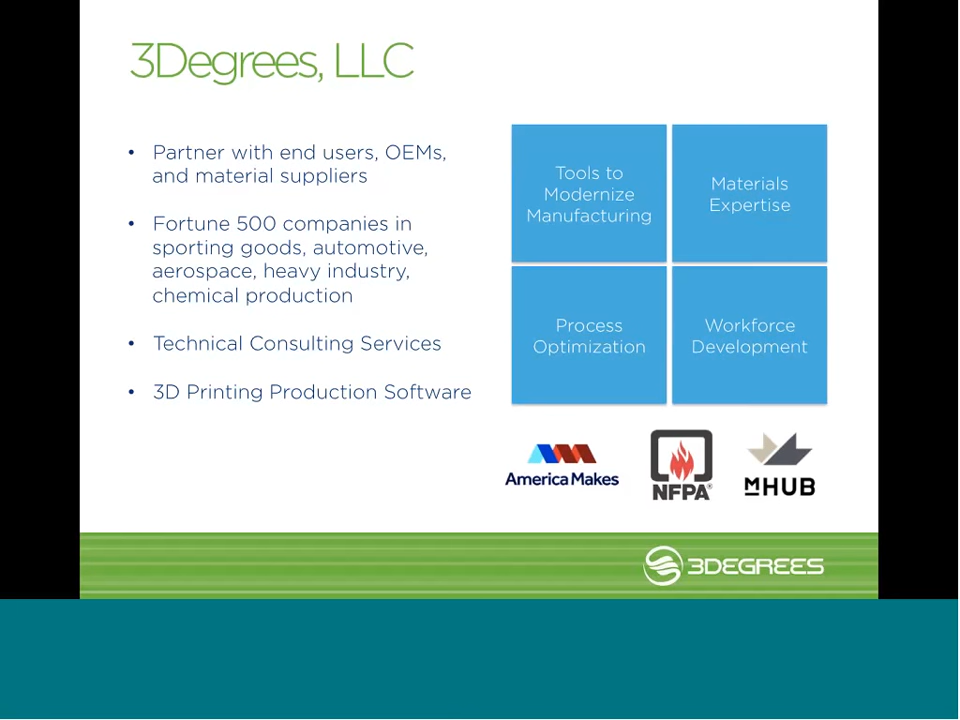 3Degrees, LLC
• Partner with end users, OEMs,
and material suppliers
• Fortune 500 companies in
sporting goods, automotive,
aerospace, heavy industry,
chemical production
• Technical Consulting Services
• 3D Printing Production Software
Tools to
Modernize
Manufacturing
Materials
Expertise
Process
Optimization
Workforce
Development
America Makes
NFPA®
mHUB
3DEGREES